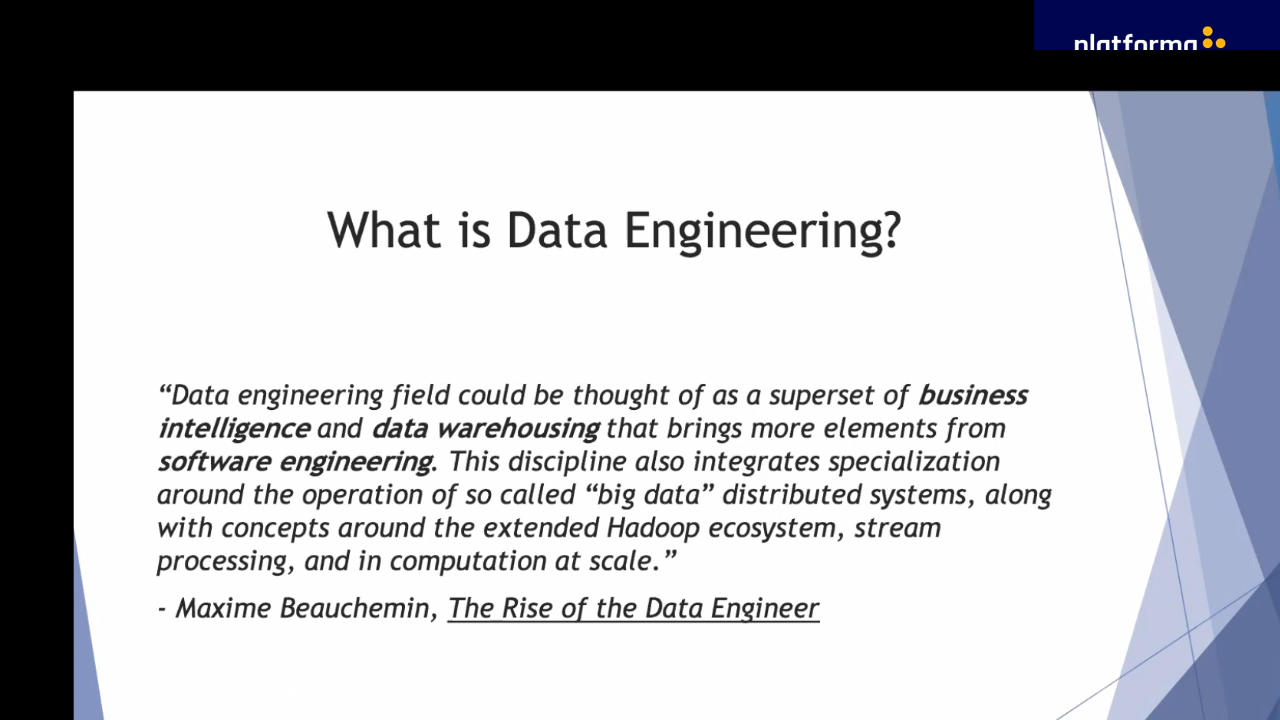 platforma
What is Data Engineering?
“Data engineering field could be thought of as a superset of business
intelligence and data warehousing that brings more elements from
software engineering. This discipline also integrates specialization
around the operation of so called “big data” distributed systems, along
with concepts around the extended Hadoop ecosystem, stream
processing, and in computation at scale.”
- Maxime Beauchemin, The Rise of the Data Engineer